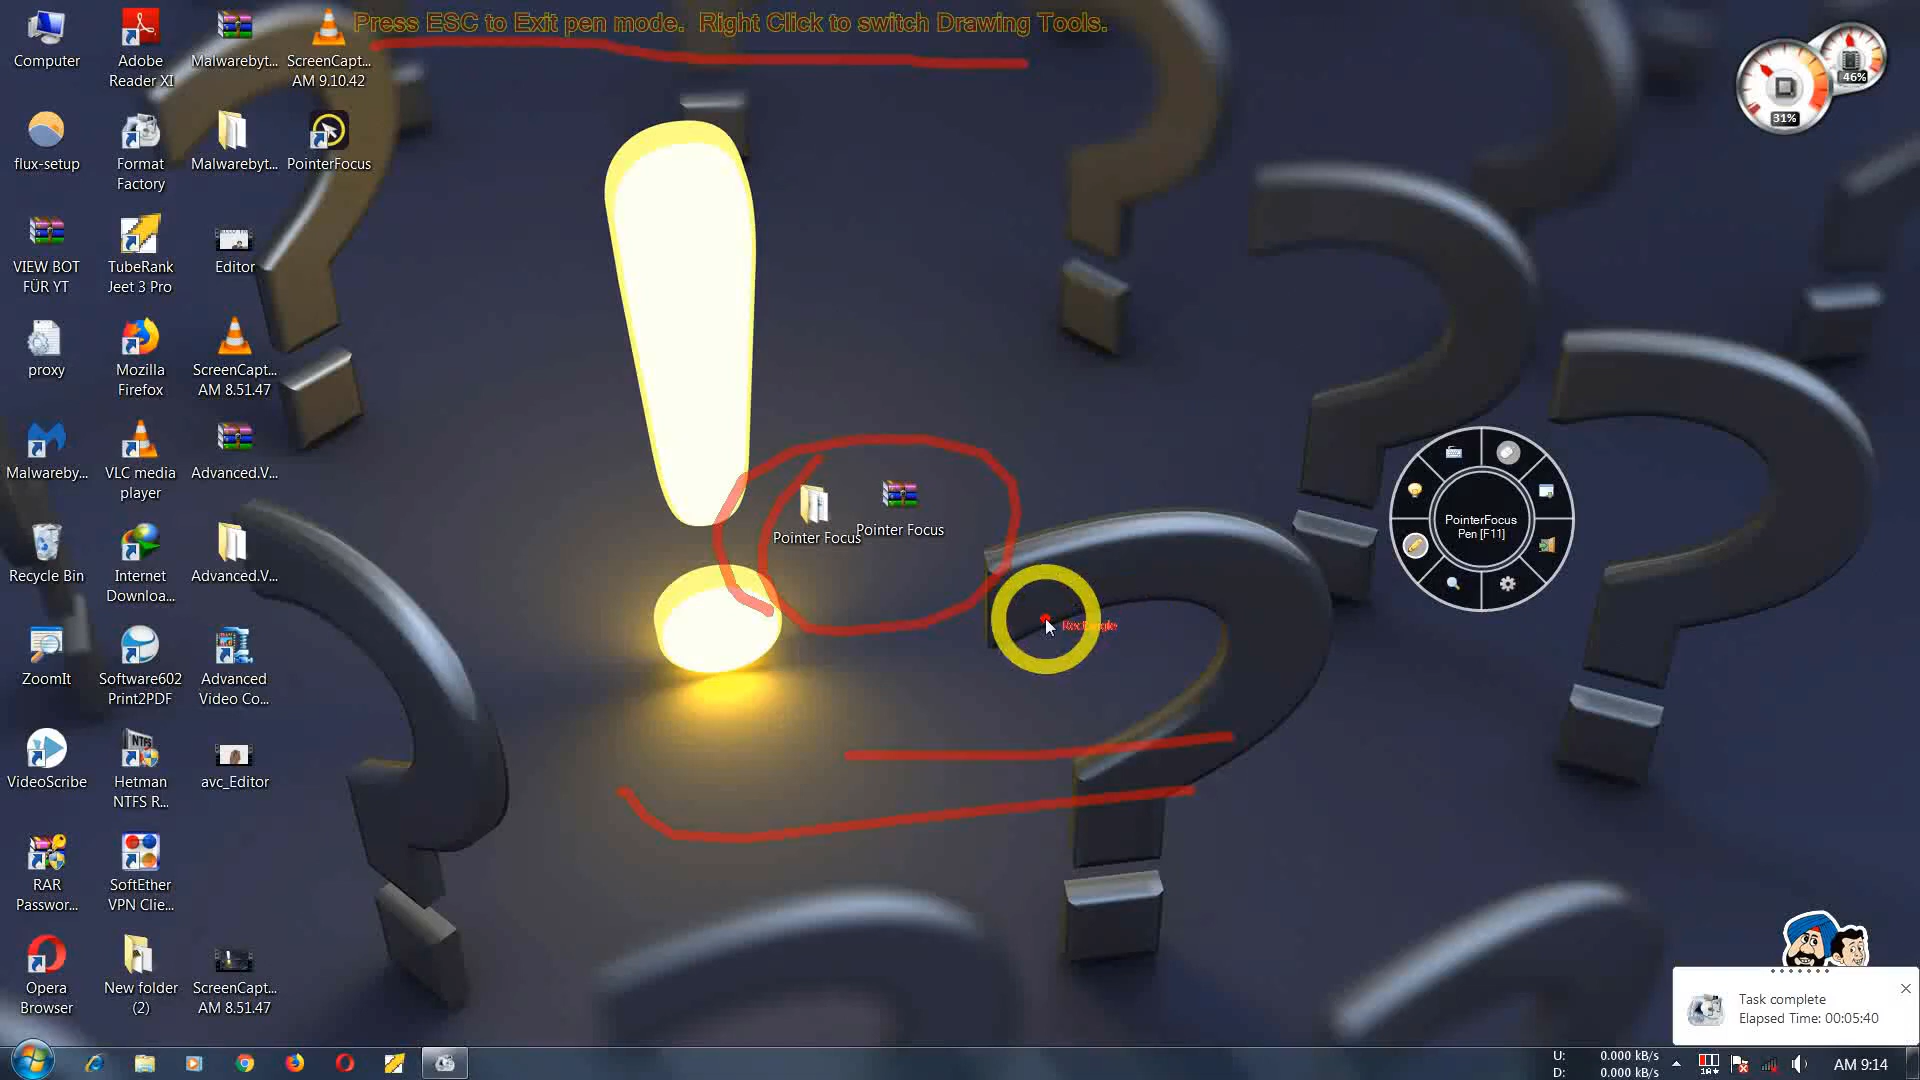 Press ESC to Exit pen mode. Right Click to switch Drawing Tools.
Computer
Adobe
Reader XI
Malwarebyt...
ScreenCapt...
AM 9.10.42
flux-setup
Format
Factory
Malwarebyt...
PointerFocus
VIEW BOT
FÜR YT
TubeRank
Jeet 3 Pro
Editor
proxy
Mozilla
Firefox
ScreenCapt...
AM 8.51.47
Malwareby...
VLC media
player
Advanced.V...
Recycle Bin
Internet
Downloa...
Advanced.V...
ZoomIt
Software602
Print2PDF
Advanced
Video Co...
VideoScribe
Hetman
NTFS R...
avc_Editor
RAR
Passwor...
SoftEther
VPN Clie...
Opera
Browser
New folder
(2)
ScreenCapt...
AM 8.51.47
Pointer Focus
Pointer Focus
Rectangle
PointerFocus
Pen [F11]
46%
31%
Task complete
Elapsed Time: 00:05:40
U: 0.000 kB/s
D: 0.000 kB/s
AM 9:14